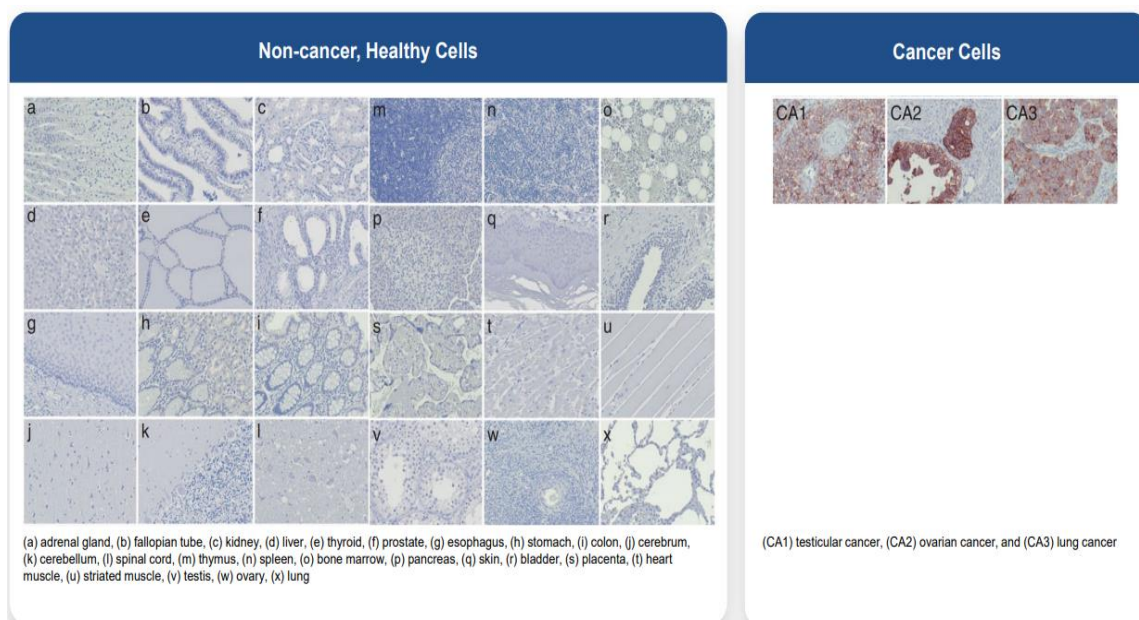 Non-cancer, Healthy Cells
Cancer Cells
a b c m n o
CA1 CA2 CA3
d e f p q r
g h i s t u
j k l v w x
(a) adrenal gland, (b) fallopian tube, (c) kidney, (d) liver, (e) thyroid, (f) prostate, (g) esophagus, (h) stomach, (i) colon, (j) cerebrum,
(k) cerebellum, (l) spinal cord, (m) thymus, (n) spleen, (o) bone marrow, (p) pancreas, (q) skin, (r) bladder, (s) placenta, (t) heart
muscle, (u) striated muscle, (v) testis, (w) ovary, (x) lung
(CA1) testicular cancer, (CA2) ovarian cancer, and (CA3) lung cancer